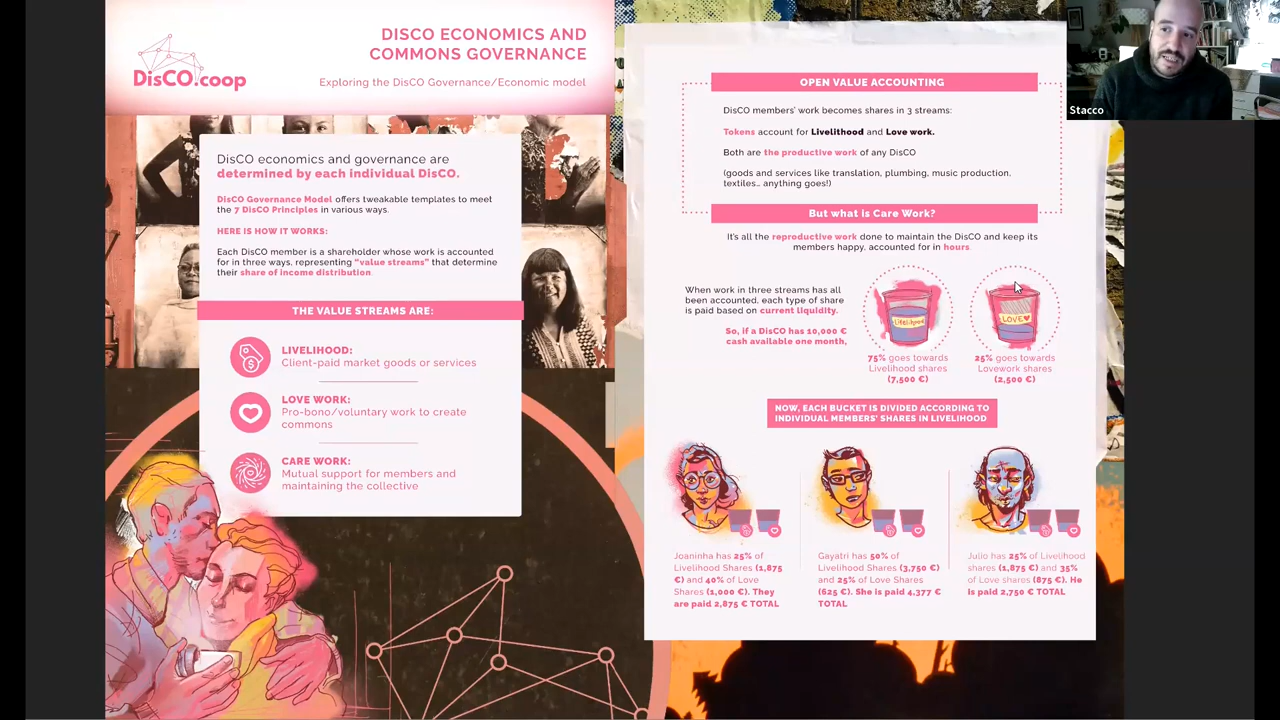 DISCO ECONOMICS AND
COMMONS GOVERNANCE
DisCO.coop
Exploring the DisCO Governance/Economic model
DisCO economics and governance are
determined by each individual DisCO.
DisCO Governance Model offers tweakable templates to meet
the 7 DisCO Principles in various ways.
HERE IS HOW IT WORKS:
Each DisCO member is a shareholder whose work is accounted
for in three ways, representing "value streams" that determine
their share of income distribution.
THE VALUE STREAMS ARE:
LIVELIHOOD:
Client-paid market goods or services
LOVE WORK:
Pro-bono/voluntary work to create
commons
CARE WORK:
Mutual support for members and
maintaining the collective
OPEN VALUE ACCOUNTING
DisCO members' work becomes shares in 3 streams:
Tokens account for Livelithood and Love work.
Both are the productive work of any DisCO
(goods and services like translation, plumbing, music production,
textiles... anything goes!)
But what is Care Work?
It's all the reproductive work done to maintain the DisCO and keep its
members happy, accounted for in hours
When work in three streams has all
been accounted, each type of share
is paid based on current liquidity.
So, if a DisCO has 10,000 €
cash available one month,
Livelihood
75% goes towards
Livelihood shares
(7,500 €)
LOVE
25% goes towards
Lovework shares
(2,500 €)
NOW, EACH BUCKET IS DIVIDED ACCORDING TO
INDIVIDUAL MEMBERS' SHARES IN LIVELIHOOD
Joaninha has 25% of
Livelihood Shares (1,875
€) and 40% of Love
Shares (1,000 €). They
are paid 2,875 € TOTAL
Gayatri has 50% of
Livelihood Shares (3,750 €)
and 25% of Love Shares
(625 €). She is paid 4,377 €
TOTAL
Julio has 25% of Livelihood
shares (1,875 €) and 35%
of Love shares (875 €). He
is paid 2,750 € TOTAL
Stacco